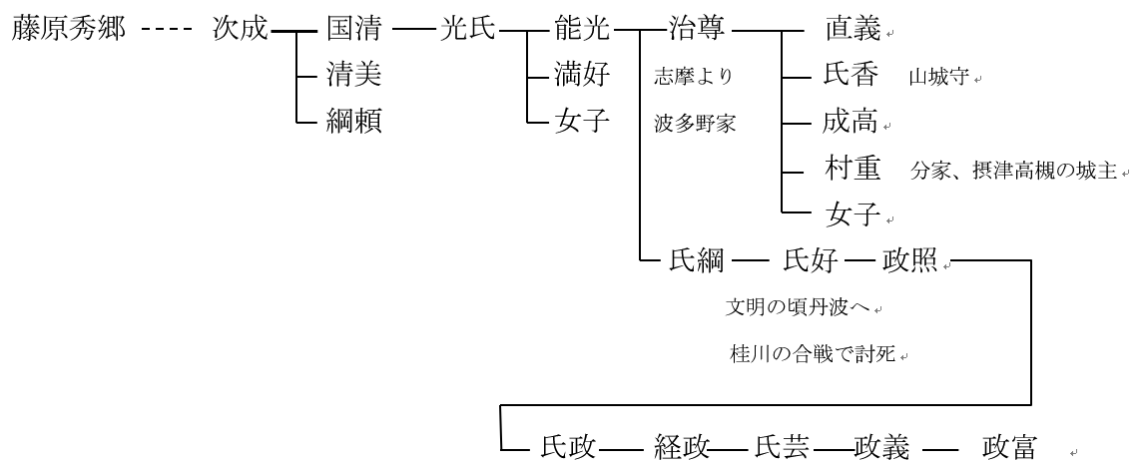 藤原秀郷 ---- 次成 国清 光氏 能光 治尊 直義
清美 満好 志摩より 氏香 山城守
綱頼 女子 波多野家 成高
村重 分家、摂津高槻の城主
女子
氏綱 氏好 政照
文明の頃丹波へ
桂川の合戦で討死
氏政 経政 氏芸 政義 政富